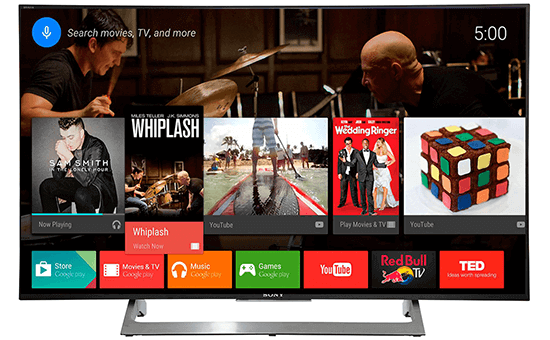 Search movies, TV, and more
5:00
SAM SMITH
IN THE LONELY HOUR
Now Playing
MILES TELLER J.K. SIMMONS
WHIPLASH
Whiplash
Watch Now
YouTube
The Wedding Ringer
Play Movies & TV
YouTube
Store
Google play
Movies & TV
Google play
Music
Google play
Games
Google play
YouTube
Red Bull
TV
TED
Ideas worth spreading
SONY